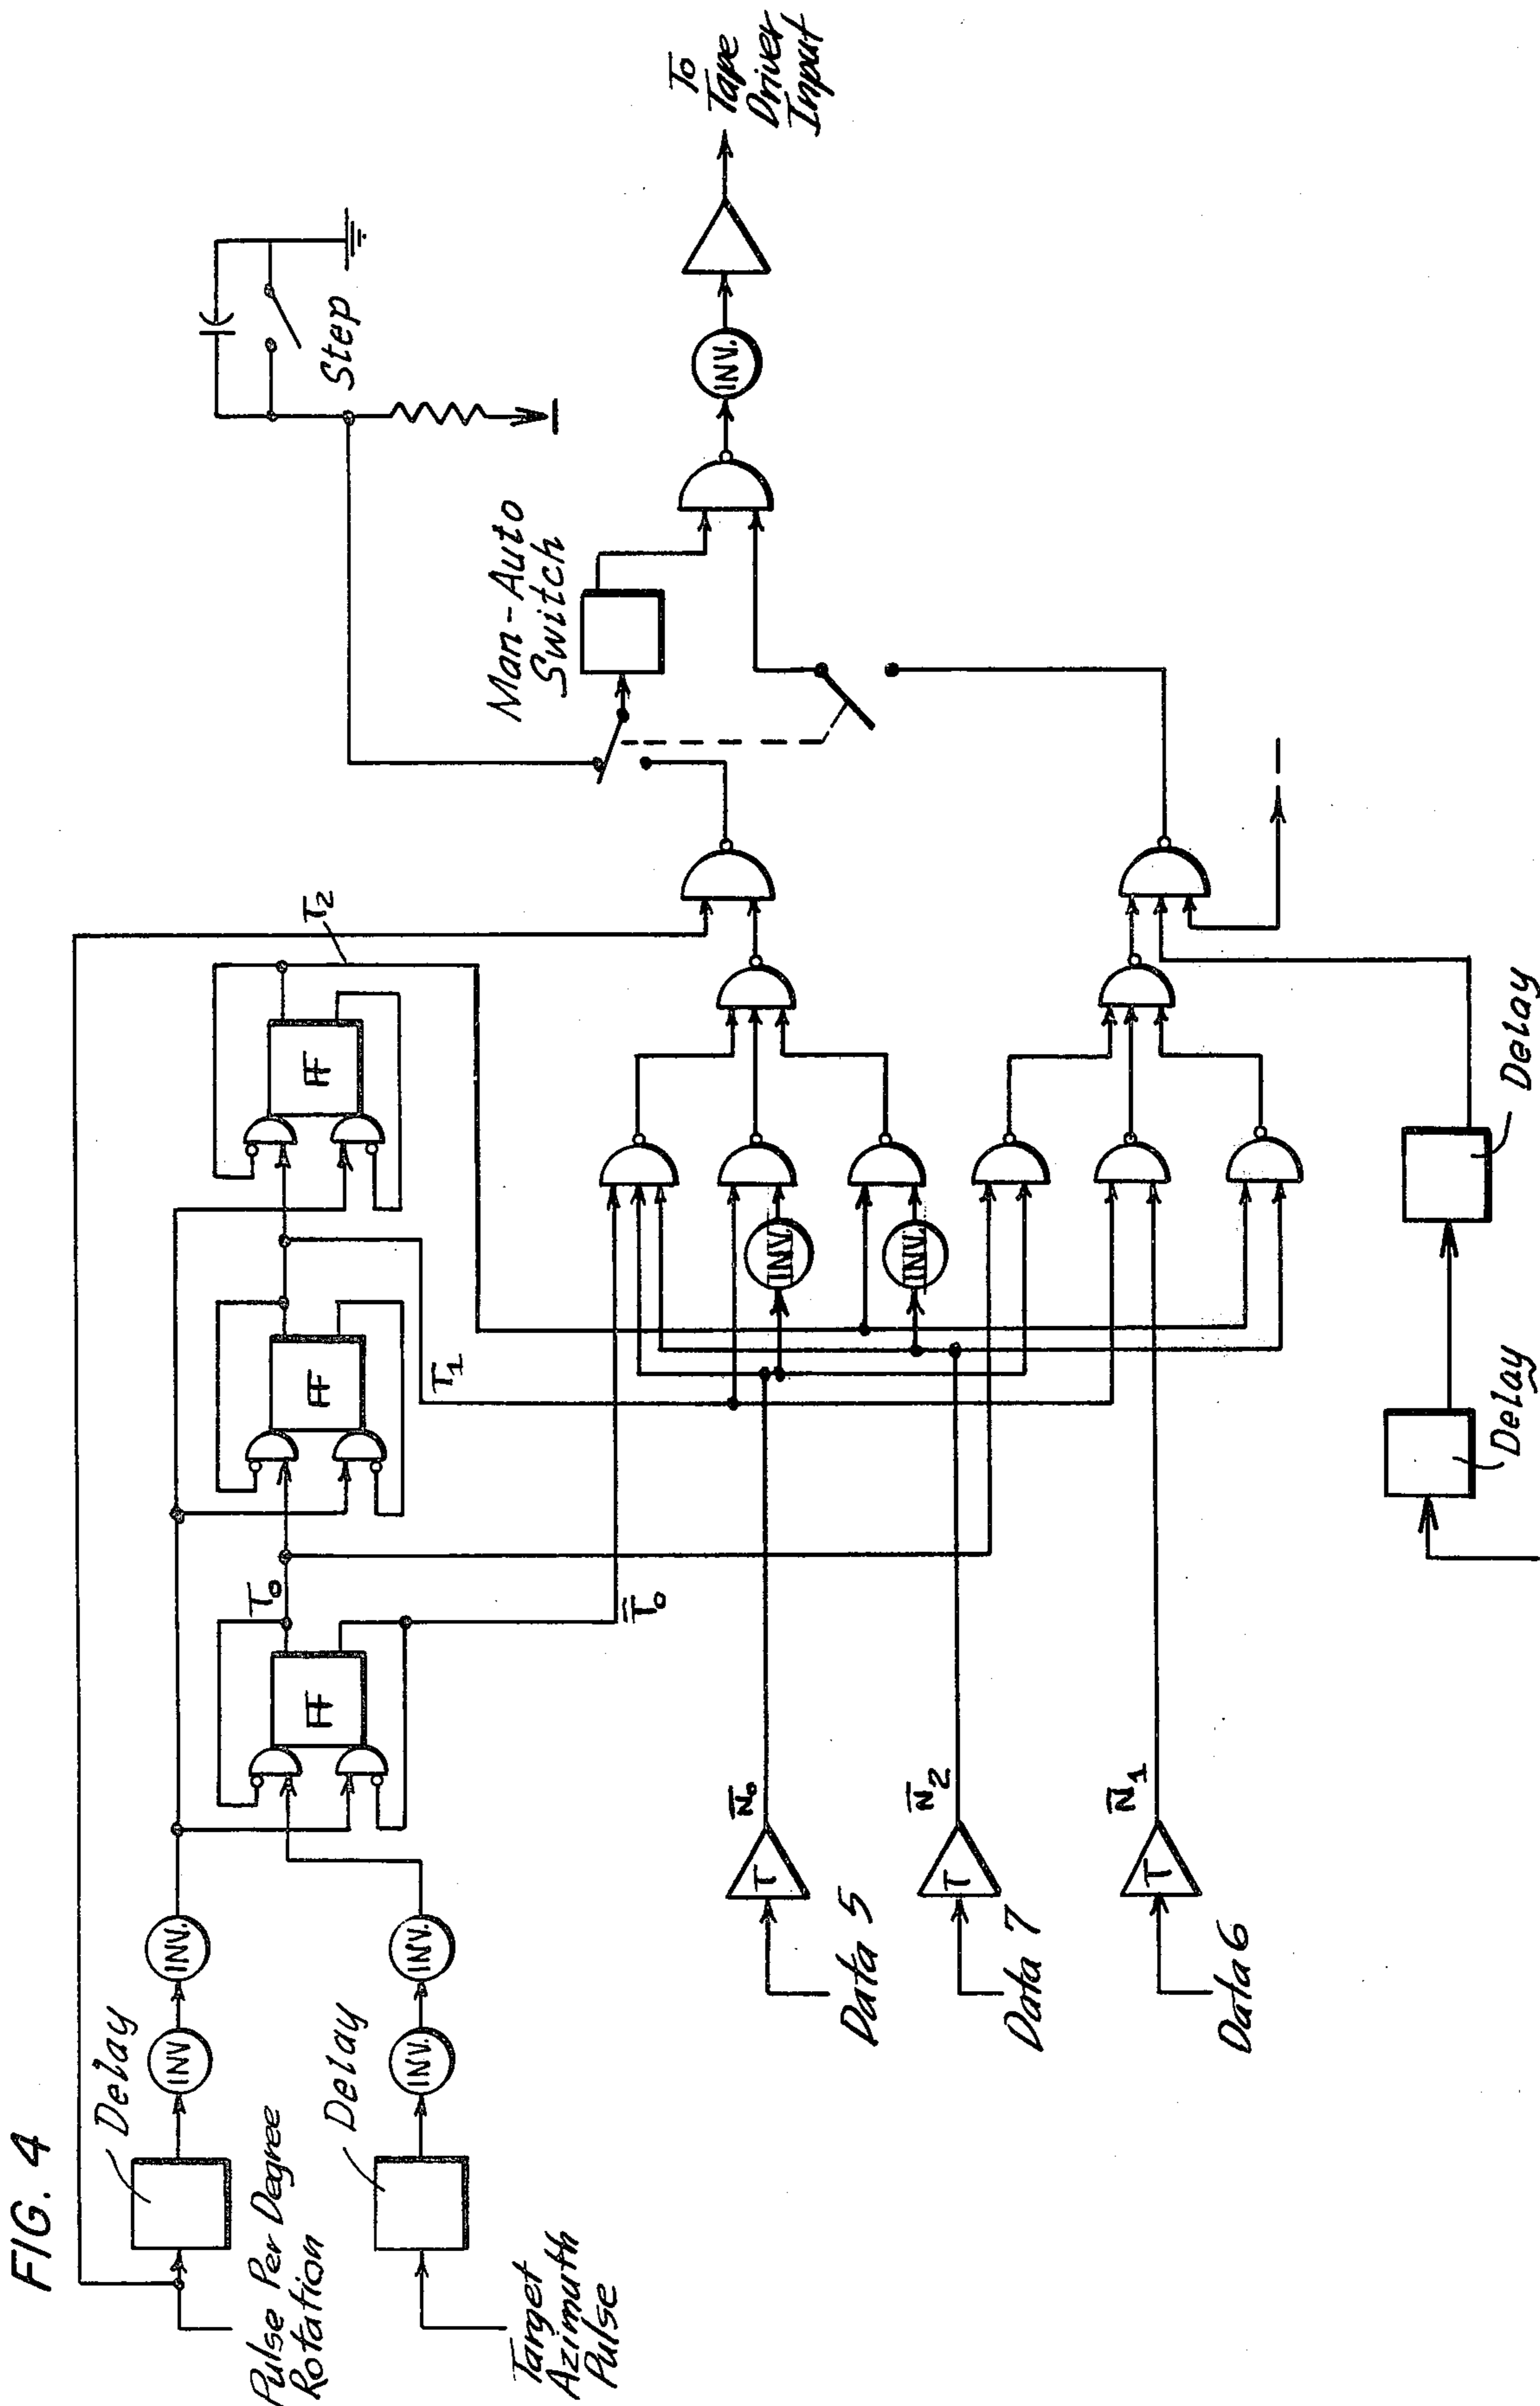 FIG. 4
Pulse Per Degree
Rotation
Delay
INV
INV.
Target
Azimuth
Pulse
Delay
INV.
INV.
FF
T₀
T̅₀
FF
T₁
FF
T₂
Data 5
T
N̅₀
Data 7
T
N̅₂
Data 6
T
N̅₁
INV.
INV.
Delay
Delay
Man-Auto
Switch
Step
INV.
To
Tape
Driver
Input